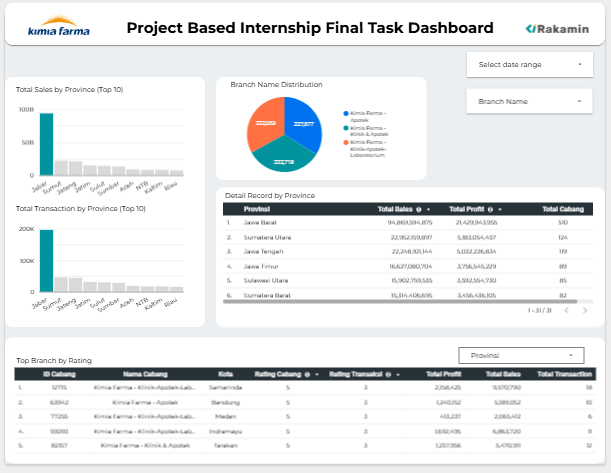 kimia farma
Project Based Internship Final Task Dashboard
Rakamin
Select date range
Branch Name
Total Sales by Province (Top 10)
100B
50B
0
Jabar Sumut Jateng Jatim Sulut Sumbar Aceh NTB Kaltim Riau
Branch Name Distribution
227,677
222,718
Kimia Farma - Apotek
Kimia Farma - Klinik & Apotek
Kimia Farma - Klinik-Apotek-Laboratorium
Total Transaction by Province (Top 10)
200K
100K
0
Jabar Sumut Jateng Jatim Sulut Sumbar Aceh NTB Kaltim Riau
Detail Record by Province
Provinsi Total Sales Total Profit Total Cabang
1. Jawa Barat 94,869,594,875 21,429,943,955 510
2. Sumatera Utara 22,952,159,897 5,183,054,457 124
3. Jawa Tengah 22,248,101,144 5,032,226,834 119
4. Jawa Timur 16,627,080,704 3,756,545,229 89
5. Sulawesi Utara 15,902,759,535 3,592,554,730 85
6. Sumatera Barat 15,314,406,695 3,456,436,105 82
1 - 31 / 31
Top Branch by Rating
Provinsi
ID Cabang Nama Cabang Kota Rating Cabang Rating Transaksi Total Profit Total Sales Total Transaction
1. 12715 Kimia Farma - Klinik-Apotek-Lab... Samarinda 5 3 2,158,425 9,570,790 18
2. 63942 Kimia Farma - Apotek Bandung 5 3 1,240,152 5,189,052 10
3. 77255 Kimia Farma - Klinik-Apotek-Lab... Medan 5 3 413,237 2,065,412 6
4. Kimia Farma - Klinik-Apotek-Lab... Indramayu 5 3 1,692,495 6,863,720 11
5. 82157 Kimia Farma - Klinik & Apotek Tarakan 5 3 1,257,956 5,470,911 12